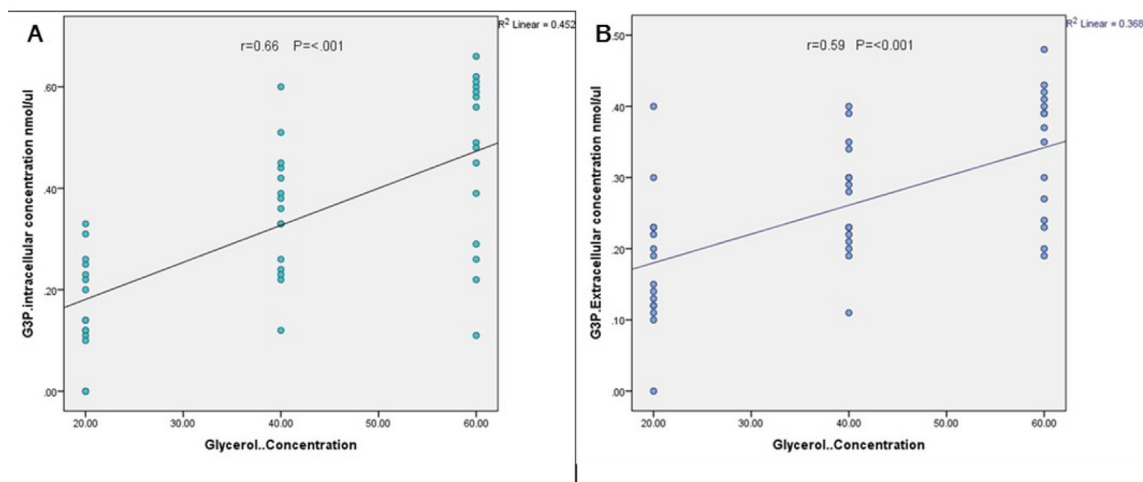 A
R² Linear = 0.452
r=0.66 P=<.001
G3P.intracellular concentration nmol/ul
.60
.40
.20
.00
20.00 30.00 40.00 50.00 60.00
Glycerol..Concentration
B
R² Linear = 0.368
r=0.59 P=<0.001
G3P.Extracellular concentration nmol/ul
.50
.40
.30
.20
.10
.00
20.00 30.00 40.00 50.00 60.00
Glycerol..Concentration